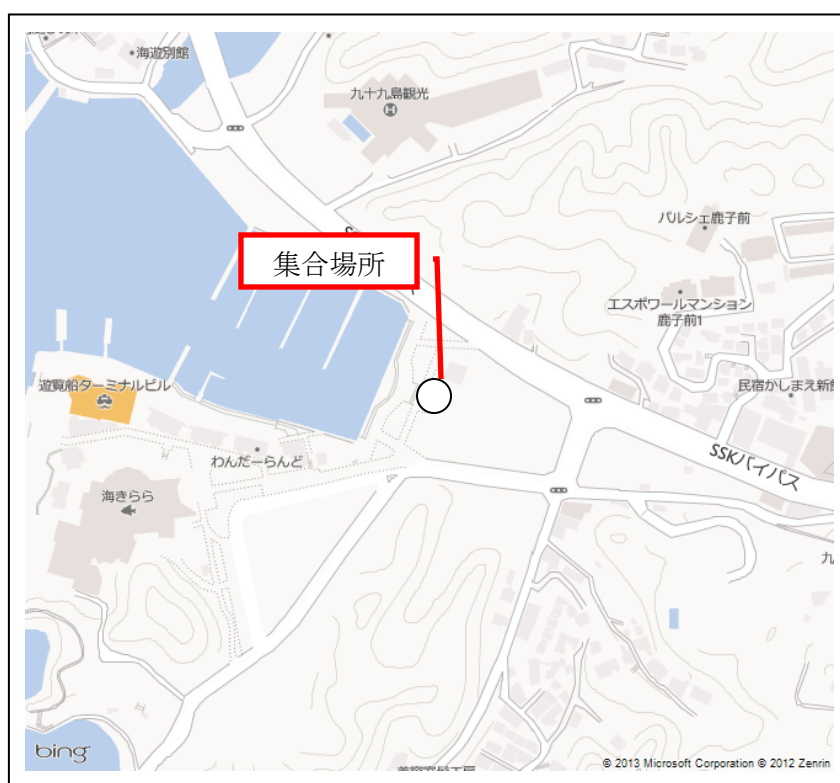 海遊別館
九十九島観光
H
パルシェ鹿子前
集合場所
エスポワールマンション
鹿子前1
遊覧船ターミナルビル
民宿かしまえ新館
わんだーらんど
SSKバイパス
海きらら
九
bing
© 2013 Microsoft Corporation © 2012 Zenrin